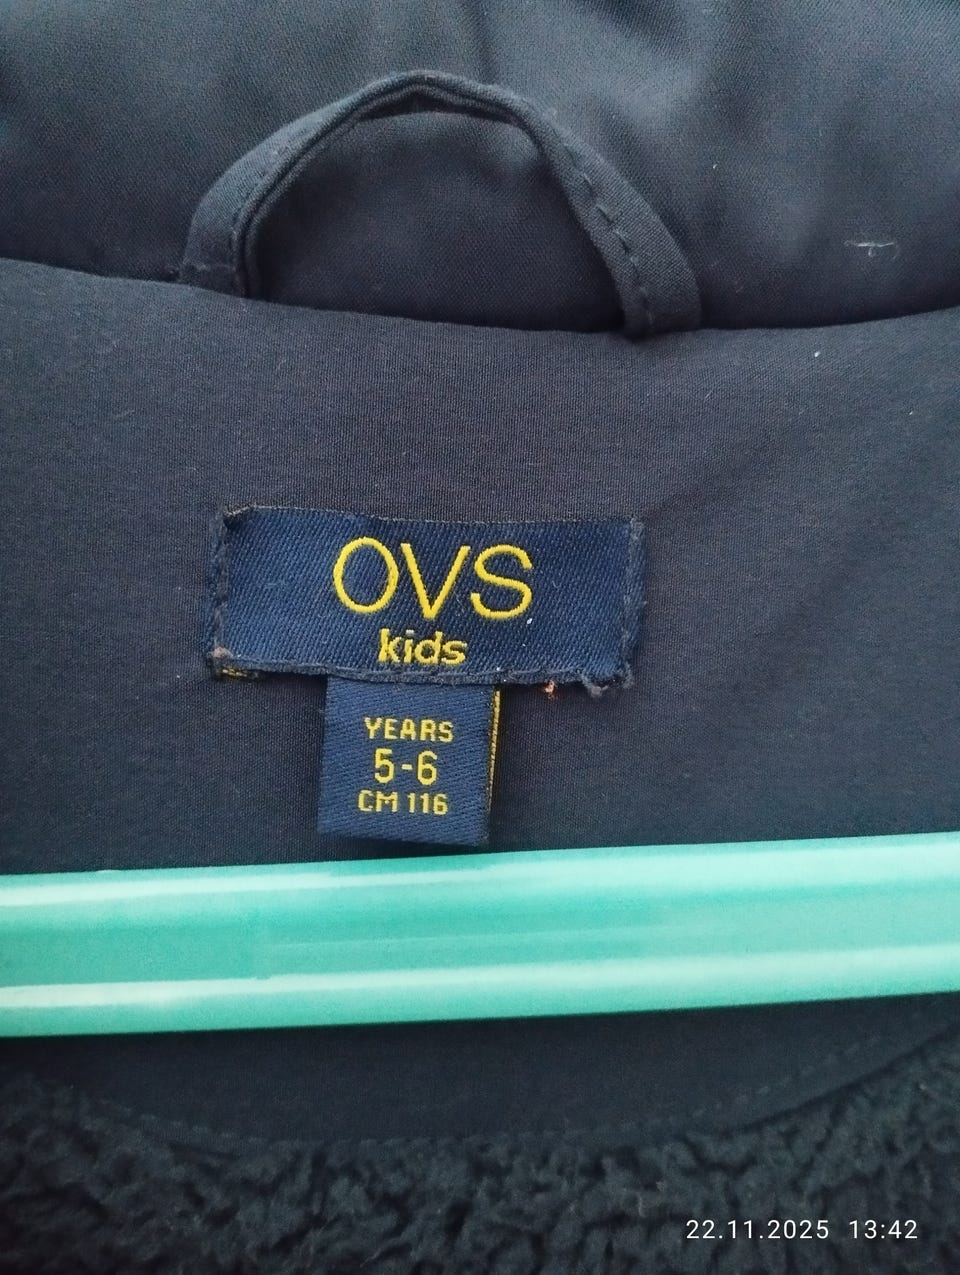 OVS
kids
YEARS
5-6
CM 116
22.11.2025 13:42